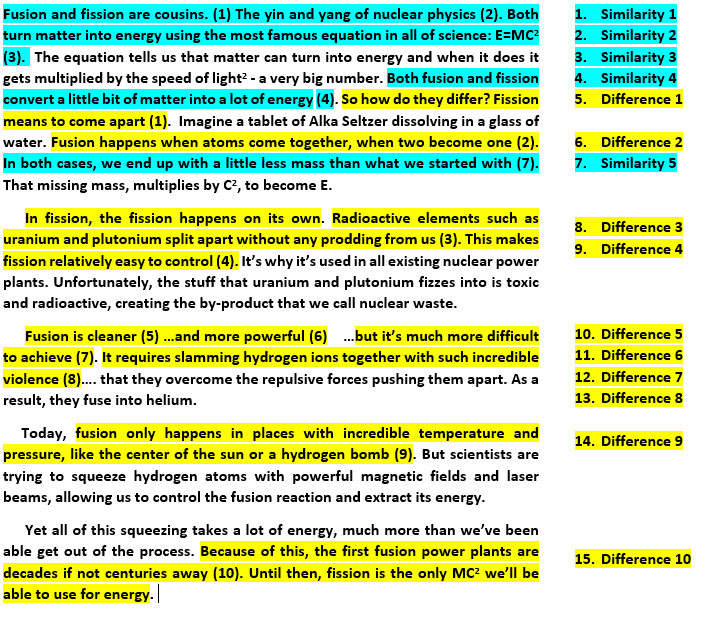 Fusion and fission are cousins. (1) The yin and yang of nuclear physics (2). Both
turn matter into energy using the most famous equation in all of science: E=MC²
(3). The equation tells us that matter can turn into energy and when it does it
gets multiplied by the speed of light² - a very big number. Both fusion and fission
convert a little bit of matter into a lot of energy (4). So how do they differ? Fission
means to come apart (1). Imagine a tablet of Alka Seltzer dissolving in a glass of
water. Fusion happens when atoms come together, when two become one (2).
In both cases, we end up with a little less mass than what we started with (7).
That missing mass, multiplies by C², to become E.
In fission, the fission happens on its own. Radioactive elements such as
uranium and plutonium split apart without any prodding from us (3). This makes
fission relatively easy to control (4). It's why it's used in all existing nuclear power
plants. Unfortunately, the stuff that uranium and plutonium fizzes into is toxic
and radioactive, creating the by-product that we call nuclear waste.
Fusion is cleaner (5) ...and more powerful (6) ...but it's much more difficult
to achieve (7). It requires slamming hydrogen ions together with such incredible
violence (8).... that they overcome the repulsive forces pushing them apart. As a
result, they fuse into helium.
Today, fusion only happens in places with incredible temperature and
pressure, like the center of the sun or a hydrogen bomb (9). But scientists are
trying to squeeze hydrogen atoms with powerful magnetic fields and laser
beams, allowing us to control the fusion reaction and extract its energy.
Yet all of this squeezing takes a lot of energy, much more than we've been
able get out of the process. Because of this, the first fusion power plants are
decades if not centuries away (10). Until then, fission is the only MC² we'll be
able to use for energy.
1. Similarity 1
2. Similarity 2
3. Similarity 3
4. Similarity 4
5. Difference 1
6. Difference 2
7. Similarity 5
8. Difference 3
9. Difference 4
10. Difference 5
11. Difference 6
12. Difference 7
13. Difference 8
14. Difference 9
15. Difference 10